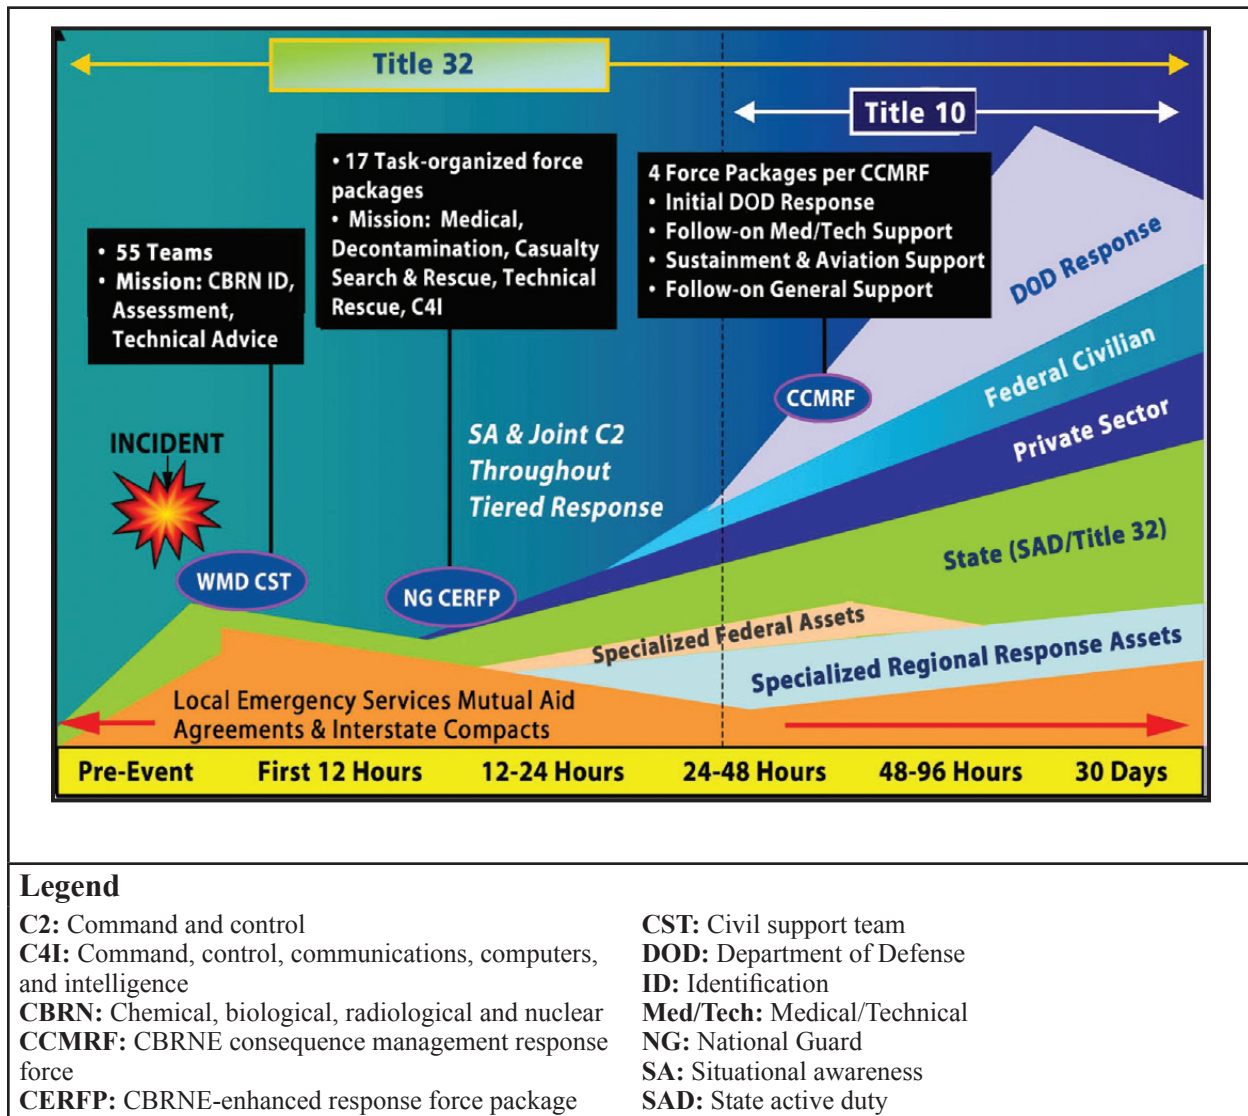 Title 32
Title 10
• 17 Task-organized force
packages
• Mission: Medical,
Decontamination, Casualty
Search & Rescue, Technical
Rescue, C4I
4 Force Packages per CCMRF
• Initial DOD Response
• Follow-on Med/Tech Support
• Sustainment & Aviation Support
• Follow-on General Support
• 55 Teams
• Mission: CBRN ID,
Assessment,
Technical Advice
DOD Response
Federal Civilian
CCMRF
Private Sector
INCIDENT
SA & Joint C2
Throughout
Tiered Response
State (SAD/Title 32)
WMD CST
NG CERFP
Specialized Federal Assets
Specialized Regional Response Assets
Local Emergency Services Mutual Aid
Agreements & Interstate Compacts
Pre-Event First 12 Hours 12-24 Hours 24-48 Hours 48-96 Hours 30 Days
Legend
C2: Command and control
C4I: Command, control, communications, computers,
and intelligence
CBRN: Chemical, biological, radiological and nuclear
CCMRF: CBRNE consequence management response
force
CERFP: CBRNE-enhanced response force package
CST: Civil support team
DOD: Department of Defense
ID: Identification
Med/Tech: Medical/Technical
NG: National Guard
SA: Situational awareness
SAD: State active duty